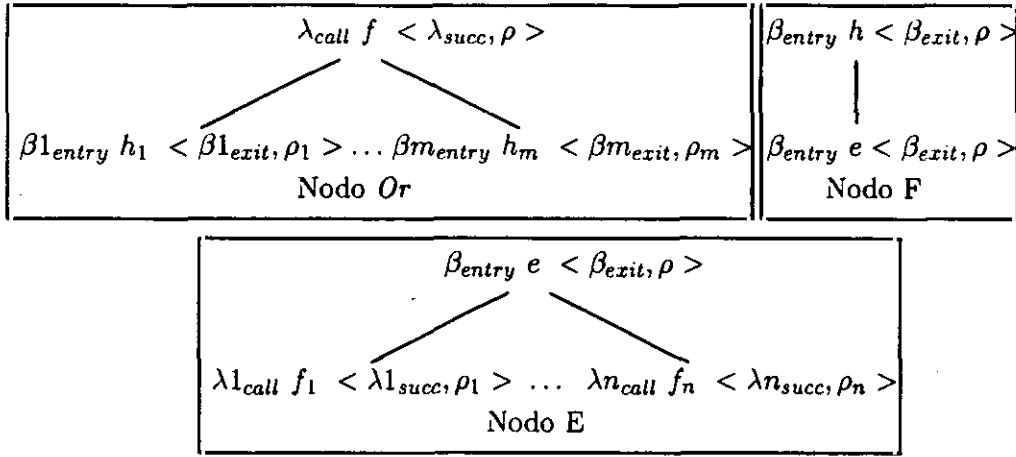 λ_call f < λ_succ, ρ >
β1_entry h_1 < β1_exit, ρ_1 > ... βm_entry h_m < βm_exit, ρ_m >
Nodo Or
β_entry h < β_exit, ρ >
β_entry e < β_exit, ρ >
Nodo F
β_entry e < β_exit, ρ >
λ1_call f_1 < λ1_succ, ρ_1 > ... λn_call f_n < λn_succ, ρ_n >
Nodo E